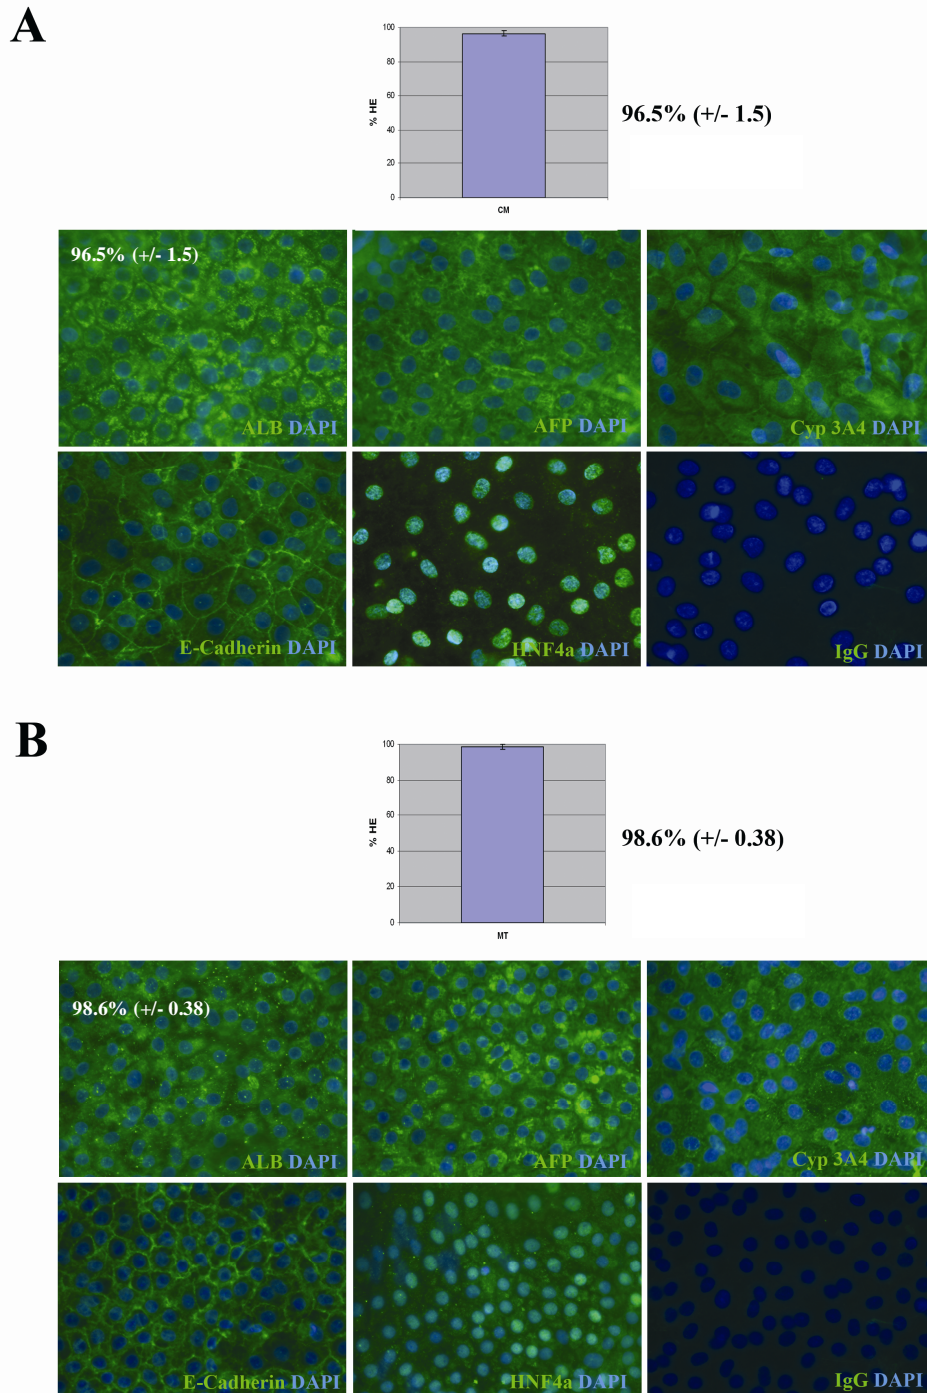 A
100
80
60
40
20
0
% HE
CM
96.5% (+/- 1.5)
96.5% (+/- 1.5)
ALB DAPI
AFP DAPI
Cyp 3A4 DAPI
E-Cadherin DAPI
HNF4a DAPI
IgG DAPI
B
100
80
60
40
20
0
% HE
MT
98.6% (+/- 0.38)
98.6% (+/- 0.38)
ALB DAPI
AFP DAPI
Cyp 3A4 DAPI
E-Cadherin DAPI
HNF4a DAPI
IgG DAPI